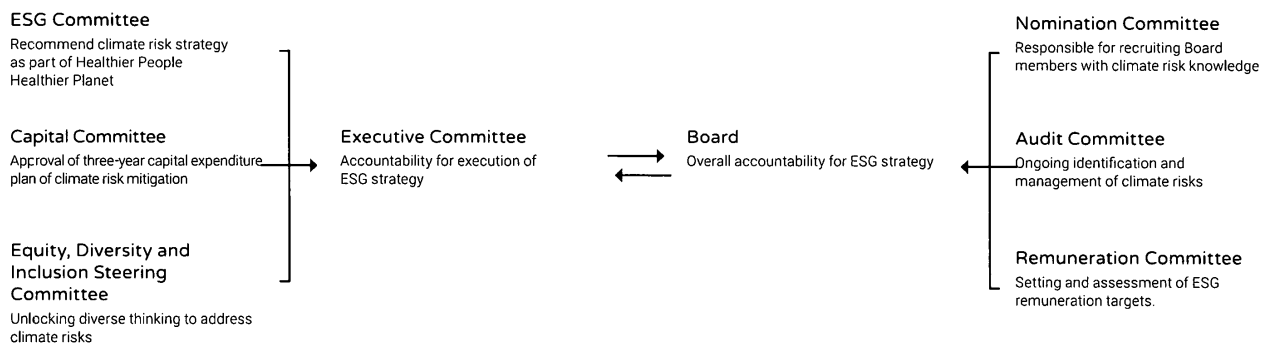 ESG Committee
Recommend climate risk strategy
as part of Healthier People
Healthier Planet
Capital Committee
Approval of three-year capital expenditure
plan of climate risk mitigation
Equity, Diversity and
Inclusion Steering
Committee
Unlocking diverse thinking to address
climate risks
Executive Committee
Accountability for execution of
ESG strategy
Board
Overall accountability for ESG strategy
Nomination Committee
Responsible for recruiting Board
members with climate risk knowledge
Audit Committee
Ongoing identification and
management of climate risks
Remuneration Committee
Setting and assessment of ESG
remuneration targets.